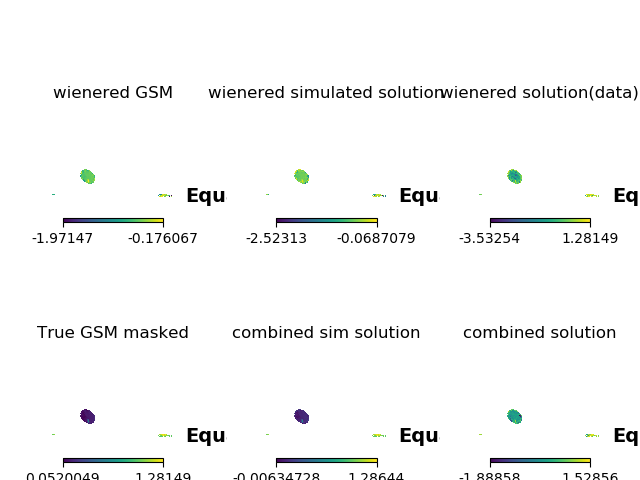 wienered GSM wienered simulated solution wienered solution(data)
Equ Equ Eq
-1.97147 -0.176067 -2.52313 -0.0687079 -3.53254 1.28149
True GSM masked combined sim solution combined solution
Equ Equ Eq
0.0520049 1.28149 -0.00634728 1.28644 -1.88858 1.52856